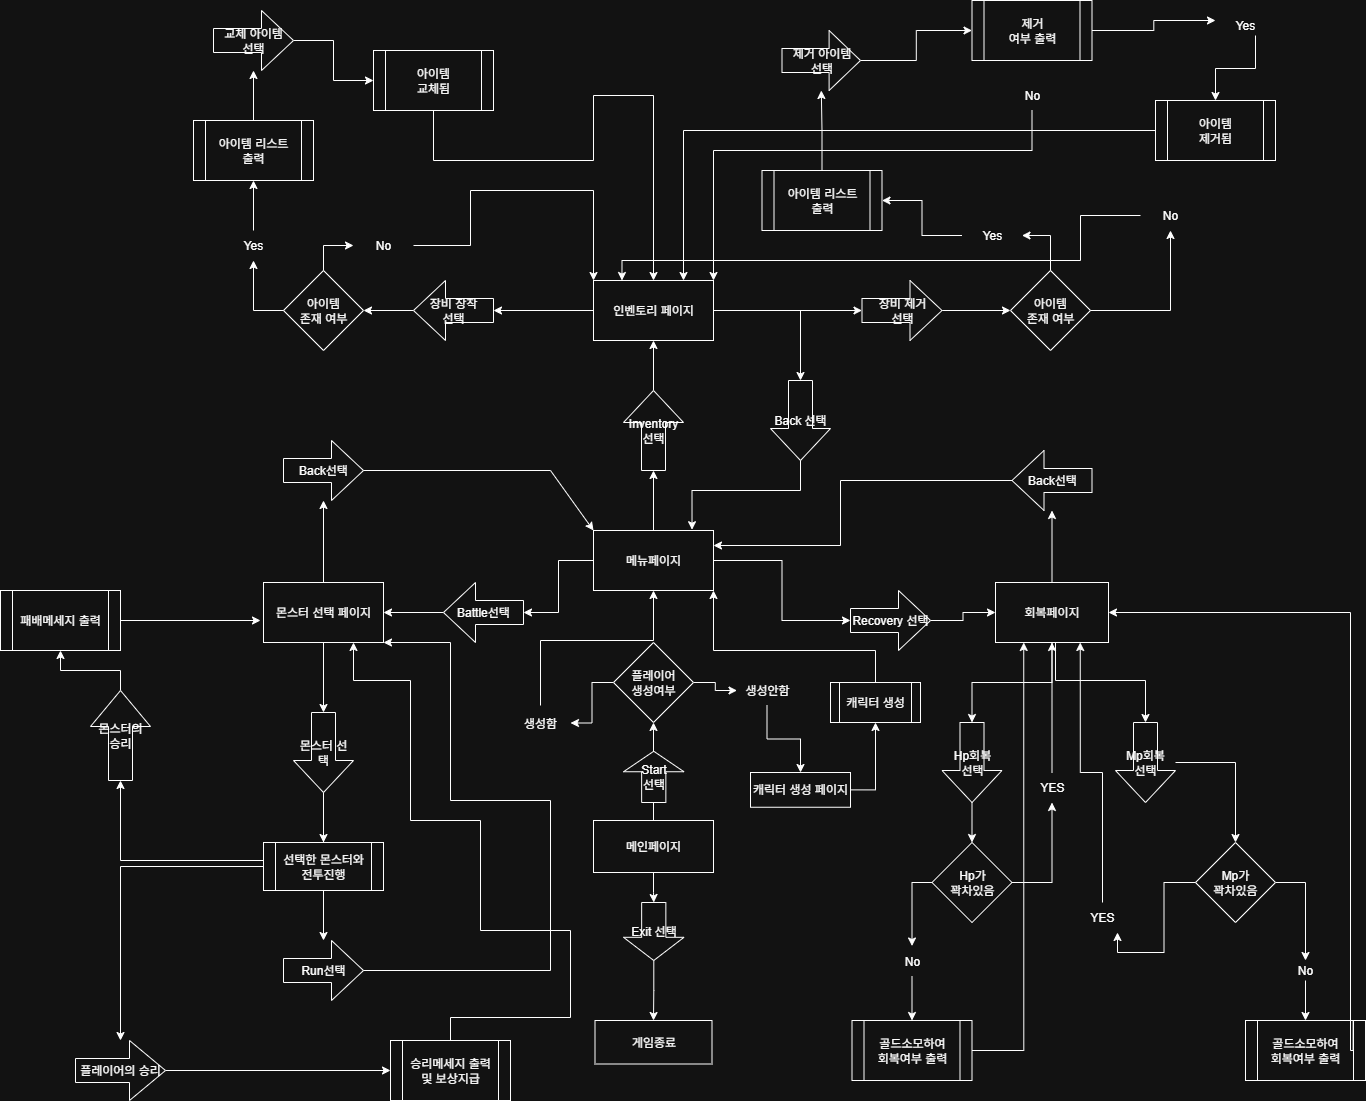 교체 아이템
선택
아이템
교체됨
제거 아이템
선택
제거
여부 출력
Yes
아이템 리스트
출력
No
아이템
제거됨
아이템 리스트
출력
Yes
No
Yes
No
아이템
존재 여부
장비 장착
선택
인벤토리 페이지
장비 제거
선택
아이템
존재 여부
Inventory
선택
Back 선택
Back선택
Back선택
메뉴페이지
패배메세지 출력
몬스터 선택 페이지
Battle선택
Recovery 선택
회복페이지
플레이어
생성여부
생성함
생성안함
캐릭터 생성
몬스터의
승리
몬스터 선
택
Start
선택
캐릭터 생성 페이지
Hp회복
선택
Mp회복
선택
YES
메인페이지
선택한 몬스터와
전투진행
Hp가
꽉차있음
Mp가
꽉차있음
YES
Exit 선택
Run선택
No
No
플레이어의 승리
승리메세지 출력
및 보상지급
게임종료
골드소모하여
회복여부 출력
골드소모하여
회복여부 출력